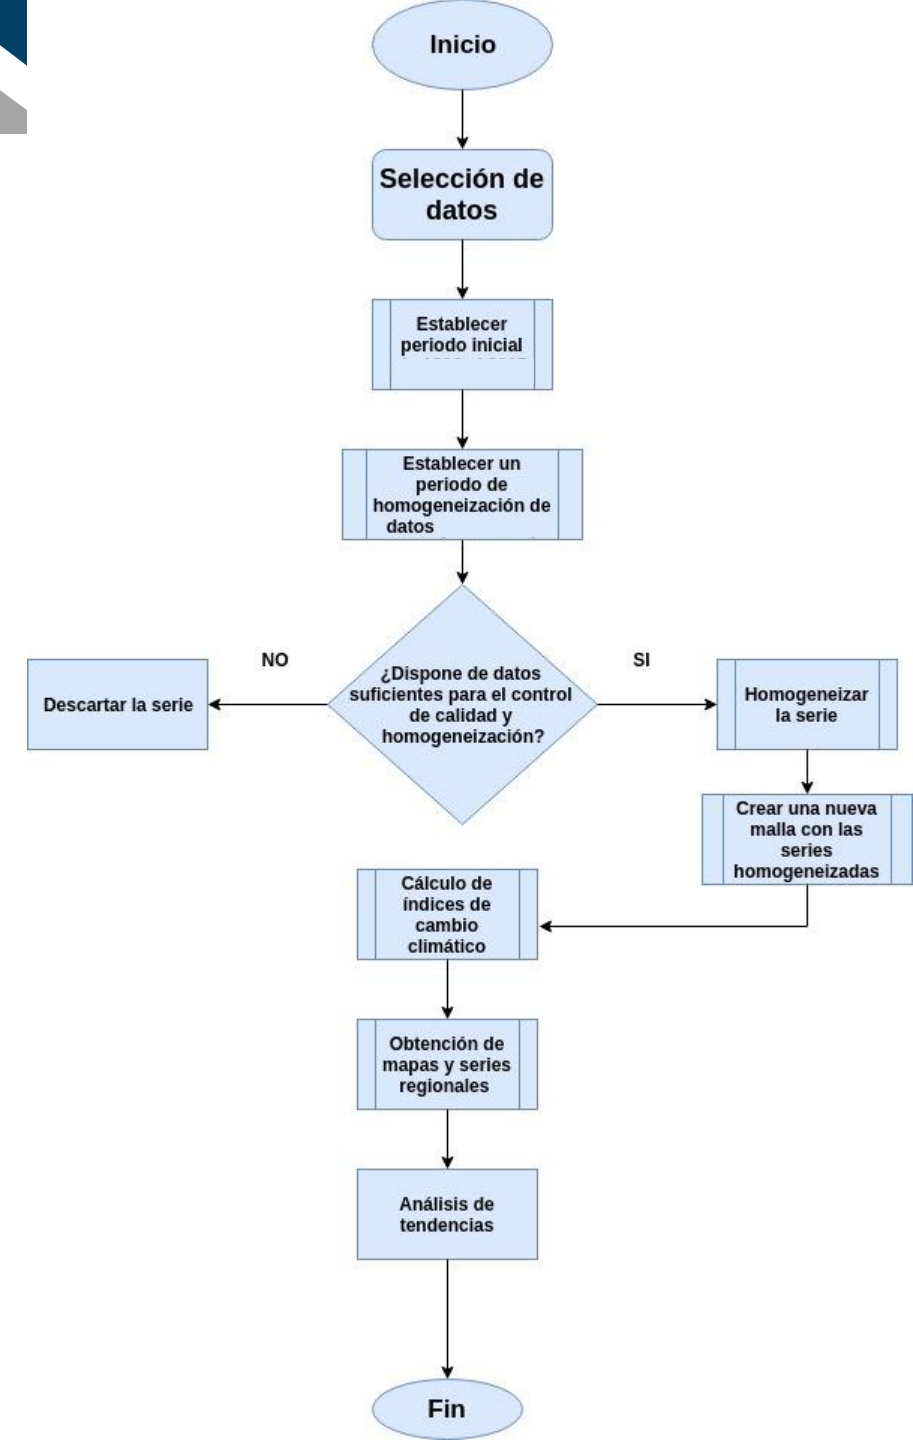 Inicio
Selección de
datos
Establecer
periodo inicial
Establecer un
periodo de
homogeneización de
datos
NO
¿Dispone de datos
suficientes para el control
de calidad y
homogeneización?
SI
Descartar la serie
Homogeneizar
la serie
Crear una nueva
malla con las
series
homogeneizadas
Cálculo de
índices de
cambio
climático
Obtención de
mapas y series
regionales
Análisis de
tendencias
Fin